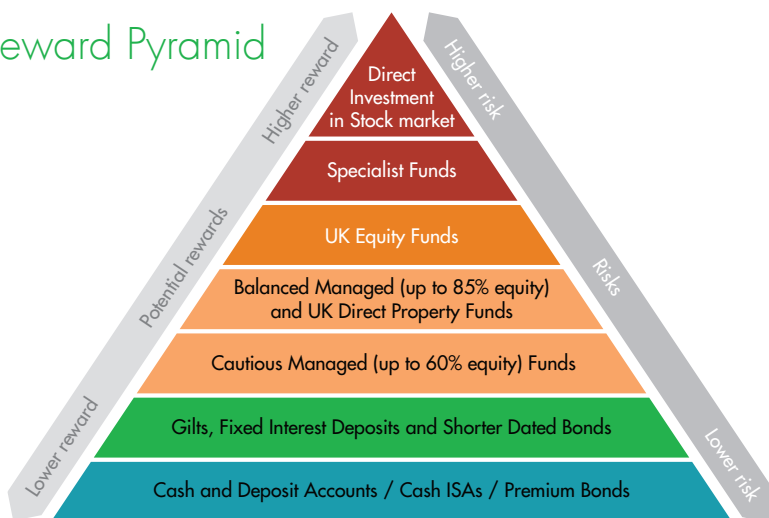 eward Pyramid
Higher reward
Potential rewards
Lower reward
Higher risk
Risks
Lower risk
Direct
Investment
in Stock market
Specialist Funds
UK Equity Funds
Balanced Managed (up to 85% equity)
and UK Direct Property Funds
Cautious Managed (up to 60% equity) Funds
Gilts, Fixed Interest Deposits and Shorter Dated Bonds
Cash and Deposit Accounts / Cash ISAs / Premium Bonds